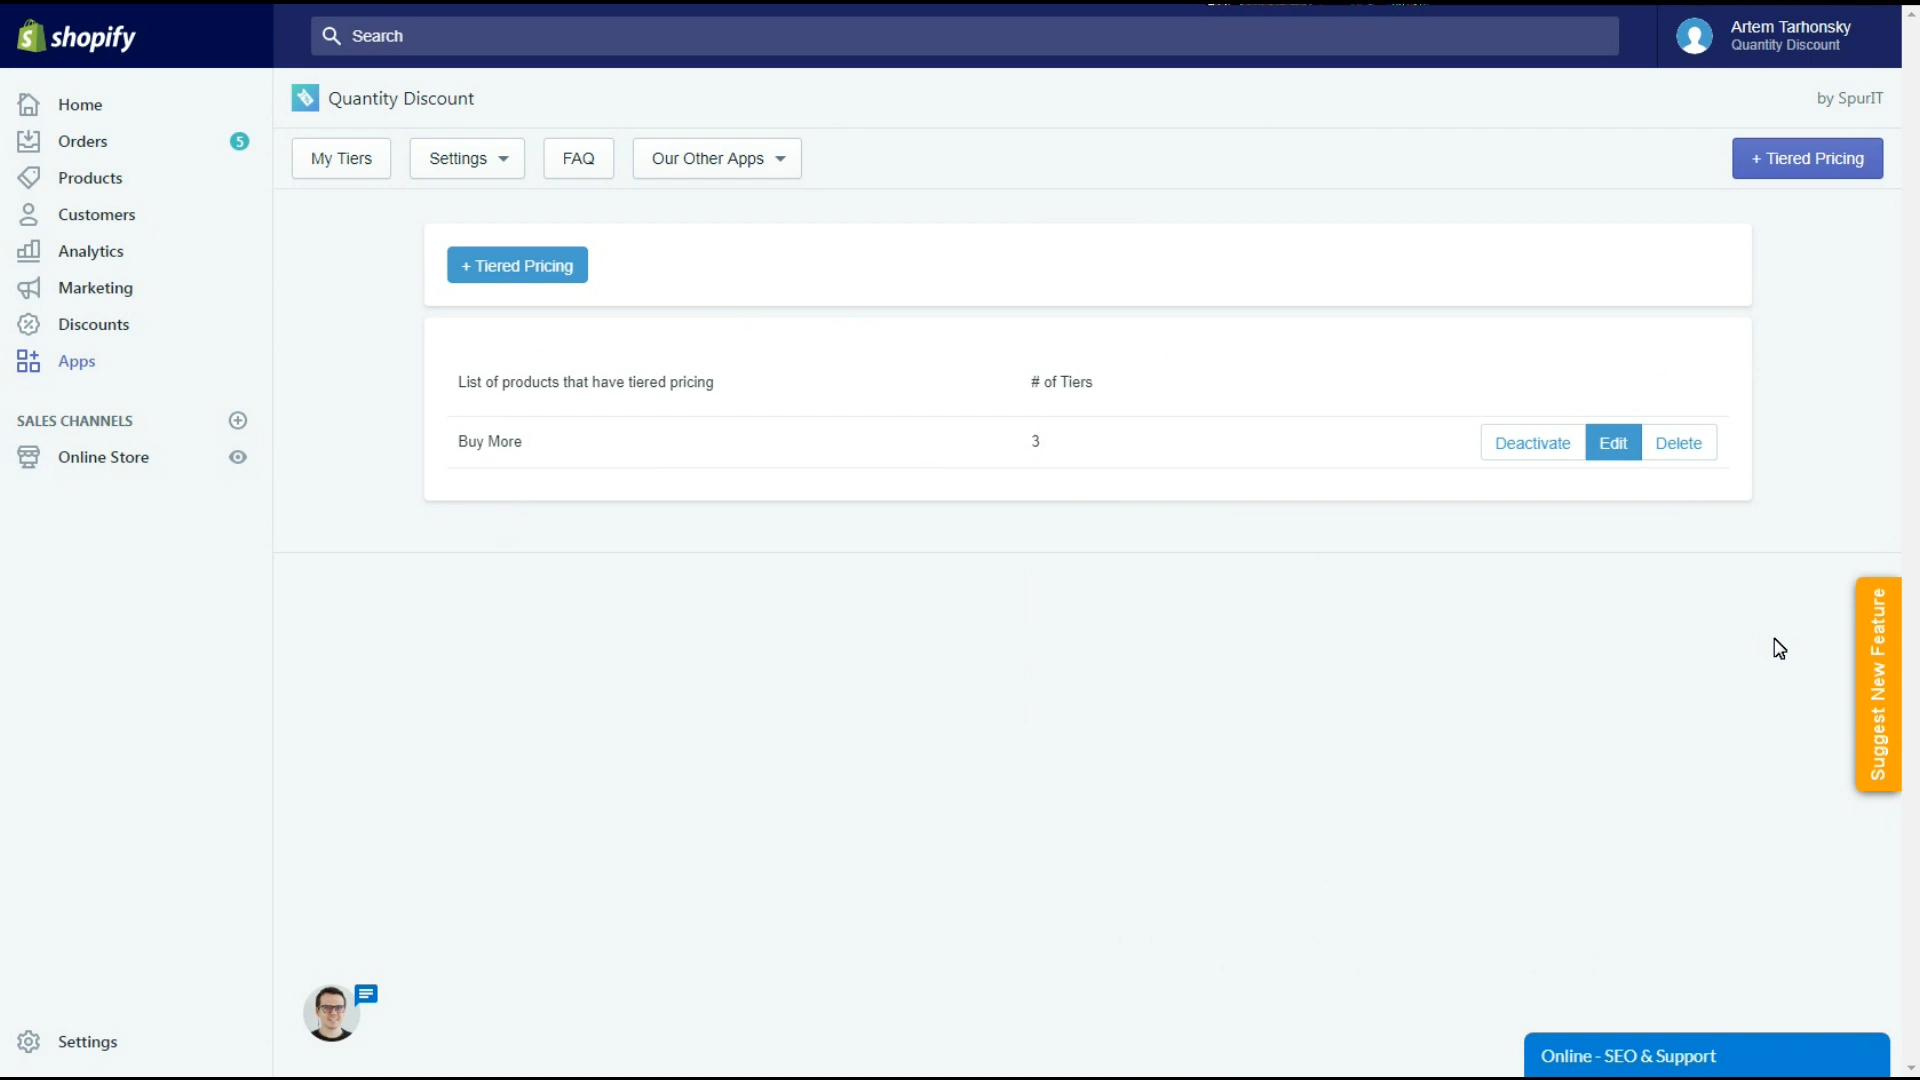 shopify
Search
Artem Tarhonsky
Quantity Discount
Home
Orders
5
Products
Customers
Analytics
Marketing
Discounts
Apps
SALES CHANNELS
Online Store
Settings
Quantity Discount
by SpurIT
My Tiers
Settings
FAQ
Our Other Apps
+ Tiered Pricing
+ Tiered Pricing
List of products that have tiered pricing
# of Tiers
Buy More
3
Deactivate
Edit
Delete
Suggest New Feature
Online - SEO & Support